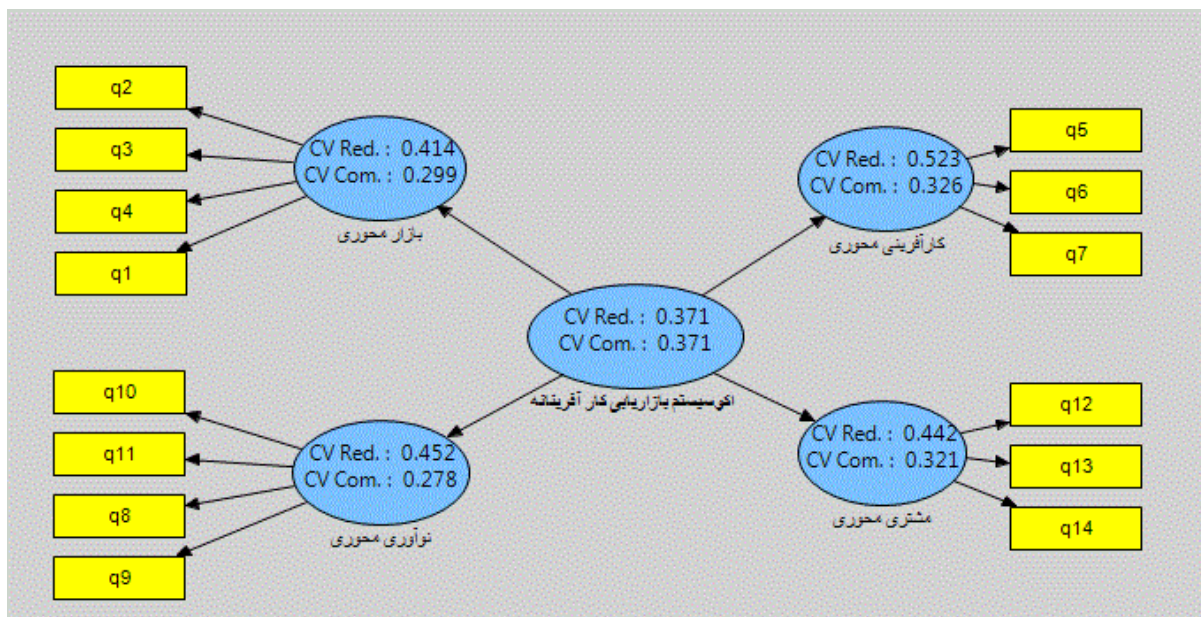 q2
q3
q4
q1
CV Red. : 0.414
CV Com. : 0.299
بازار محوری
CV Red. : 0.523
CV Com. : 0.326
کارآفرینی محوری
q5
q6
q7
CV Red. : 0.371
CV Com. : 0.371
اکوسیستم بازاریابی کار آفرینانه
q10
q11
q8
q9
CV Red. : 0.452
CV Com. : 0.278
نوآوری محوری
CV Red. : 0.442
CV Com. : 0.321
مشتری محوری
q12
q13
q14